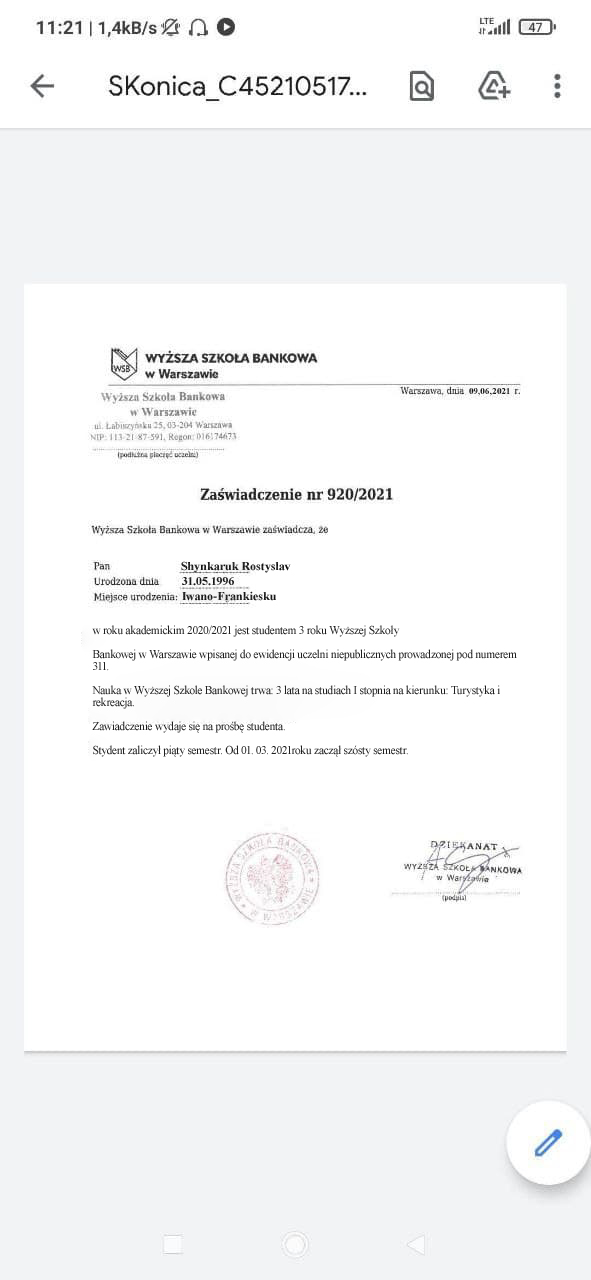 11:21 | 1,4kB/s
LTE
47
SKonica_C45210517...
WSB
WYŻSZA SZKOŁA BANKOWA
w Warszawie
Warszawa, dnia 09,06,2021 r.
Wyższa Szkoła Bankowa
w Warszawie
ul. Łabiszyńska 25, 03-204 Warszawa
NIP: 113-21-87-591, Regon: 016174673
(podłużna pieczęć uczelni)
Zaświadczenie nr 920/2021
Wyższa Szkoła Bankowa w Warszawie zaświadcza, że
Pan Shynkaruk Rostyslav
Urodzona dnia 31.05.1996
Miejsce urodzenia: Iwano-Frankiesku
w roku akademickim 2020/2021 jest studentem 3 roku Wyższej Szkoły
Bankowej w Warszawie wpisanej do ewidencji uczelni niepublicznych prowadzonej pod numerem
311.
Nauka w Wyższej Szkole Bankowej trwa: 3 lata na studiach I stopnia na kierunku: Turystyka i
rekreacja.
Zawiadczenie wydaje się na prośbę studenta.
Stydent zaliczył piąty semestr. Od 01. 03. 2021roku zaczął szósty semestr.
WYŻSZA SZKOŁA BANKOWA
W WARSZAWIE
DZIEKANAT
WYŻSZA SZKOŁA BANKOWA
w Warszawie
(podpis)